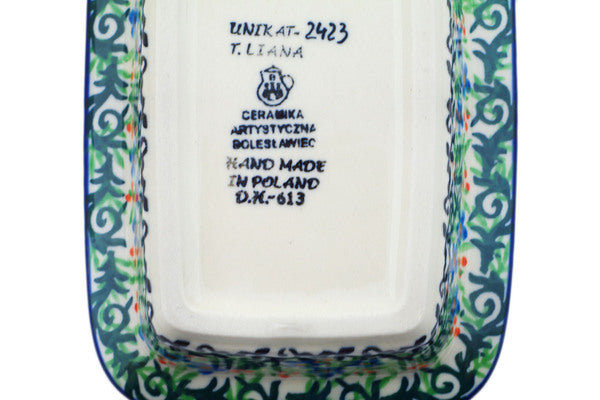 UNIKAT-2423
T. LIANA
CERAMIKA
ARTYSTYCZNA
BOLESŁAWIEC
HAND MADE
IN POLAND
D.K.-613